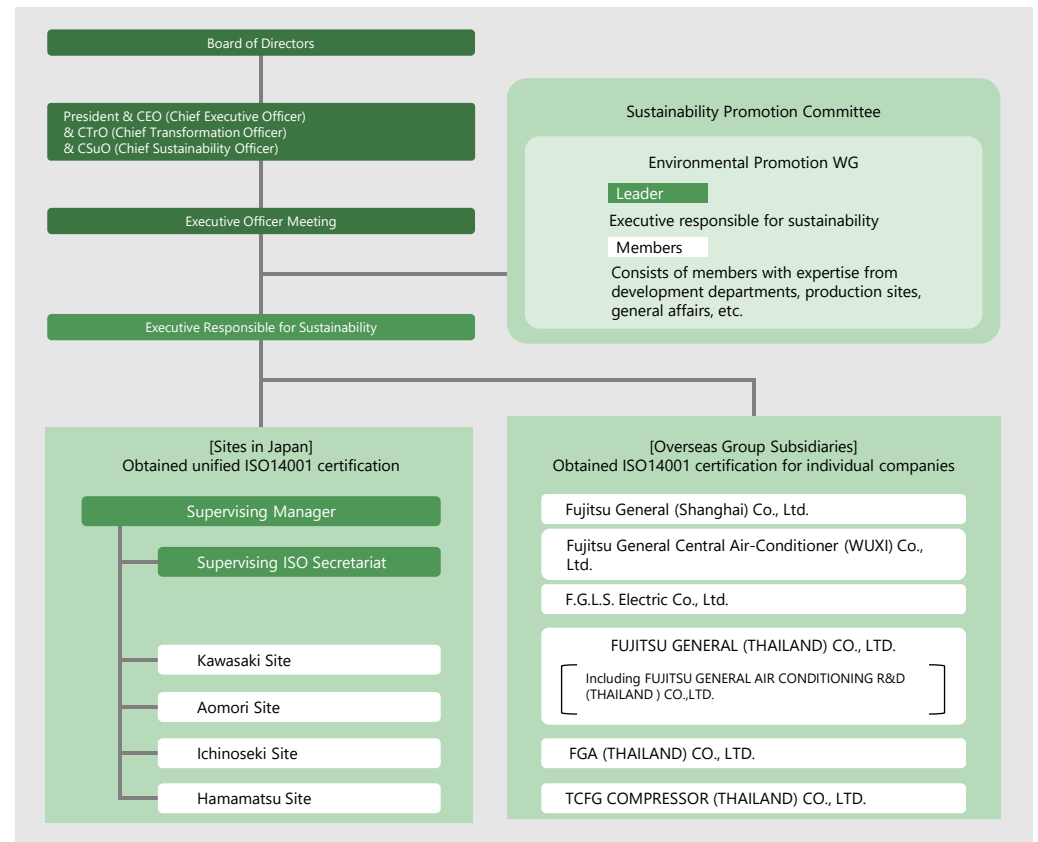 Board of Directors
President & CEO (Chief Executive Officer)
& CTrO (Chief Transformation Officer)
& CSuO (Chief Sustainability Officer)
Executive Officer Meeting
Executive Responsible for Sustainability
Sustainability Promotion Committee
Environmental Promotion WG
Leader
Executive responsible for sustainability
Members
Consists of members with expertise from
development departments, production sites,
general affairs, etc.
[Sites in Japan]
Obtained unified ISO14001 certification
Supervising Manager
Supervising ISO Secretariat
Kawasaki Site
Aomori Site
Ichinoseki Site
Hamamatsu Site
[Overseas Group Subsidiaries]
Obtained ISO14001 certification for individual companies
Fujitsu General (Shanghai) Co., Ltd.
Fujitsu General Central Air-Conditioner (WUXI) Co.,
Ltd.
F.G.L.S. Electric Co., Ltd.
FUJITSU GENERAL (THAILAND) CO., LTD.
Including FUJITSU GENERAL AIR CONDITIONING R&D
(THAILAND ) CO.,LTD.
FGA (THAILAND) CO., LTD.
TCFG COMPRESSOR (THAILAND) CO., LTD.